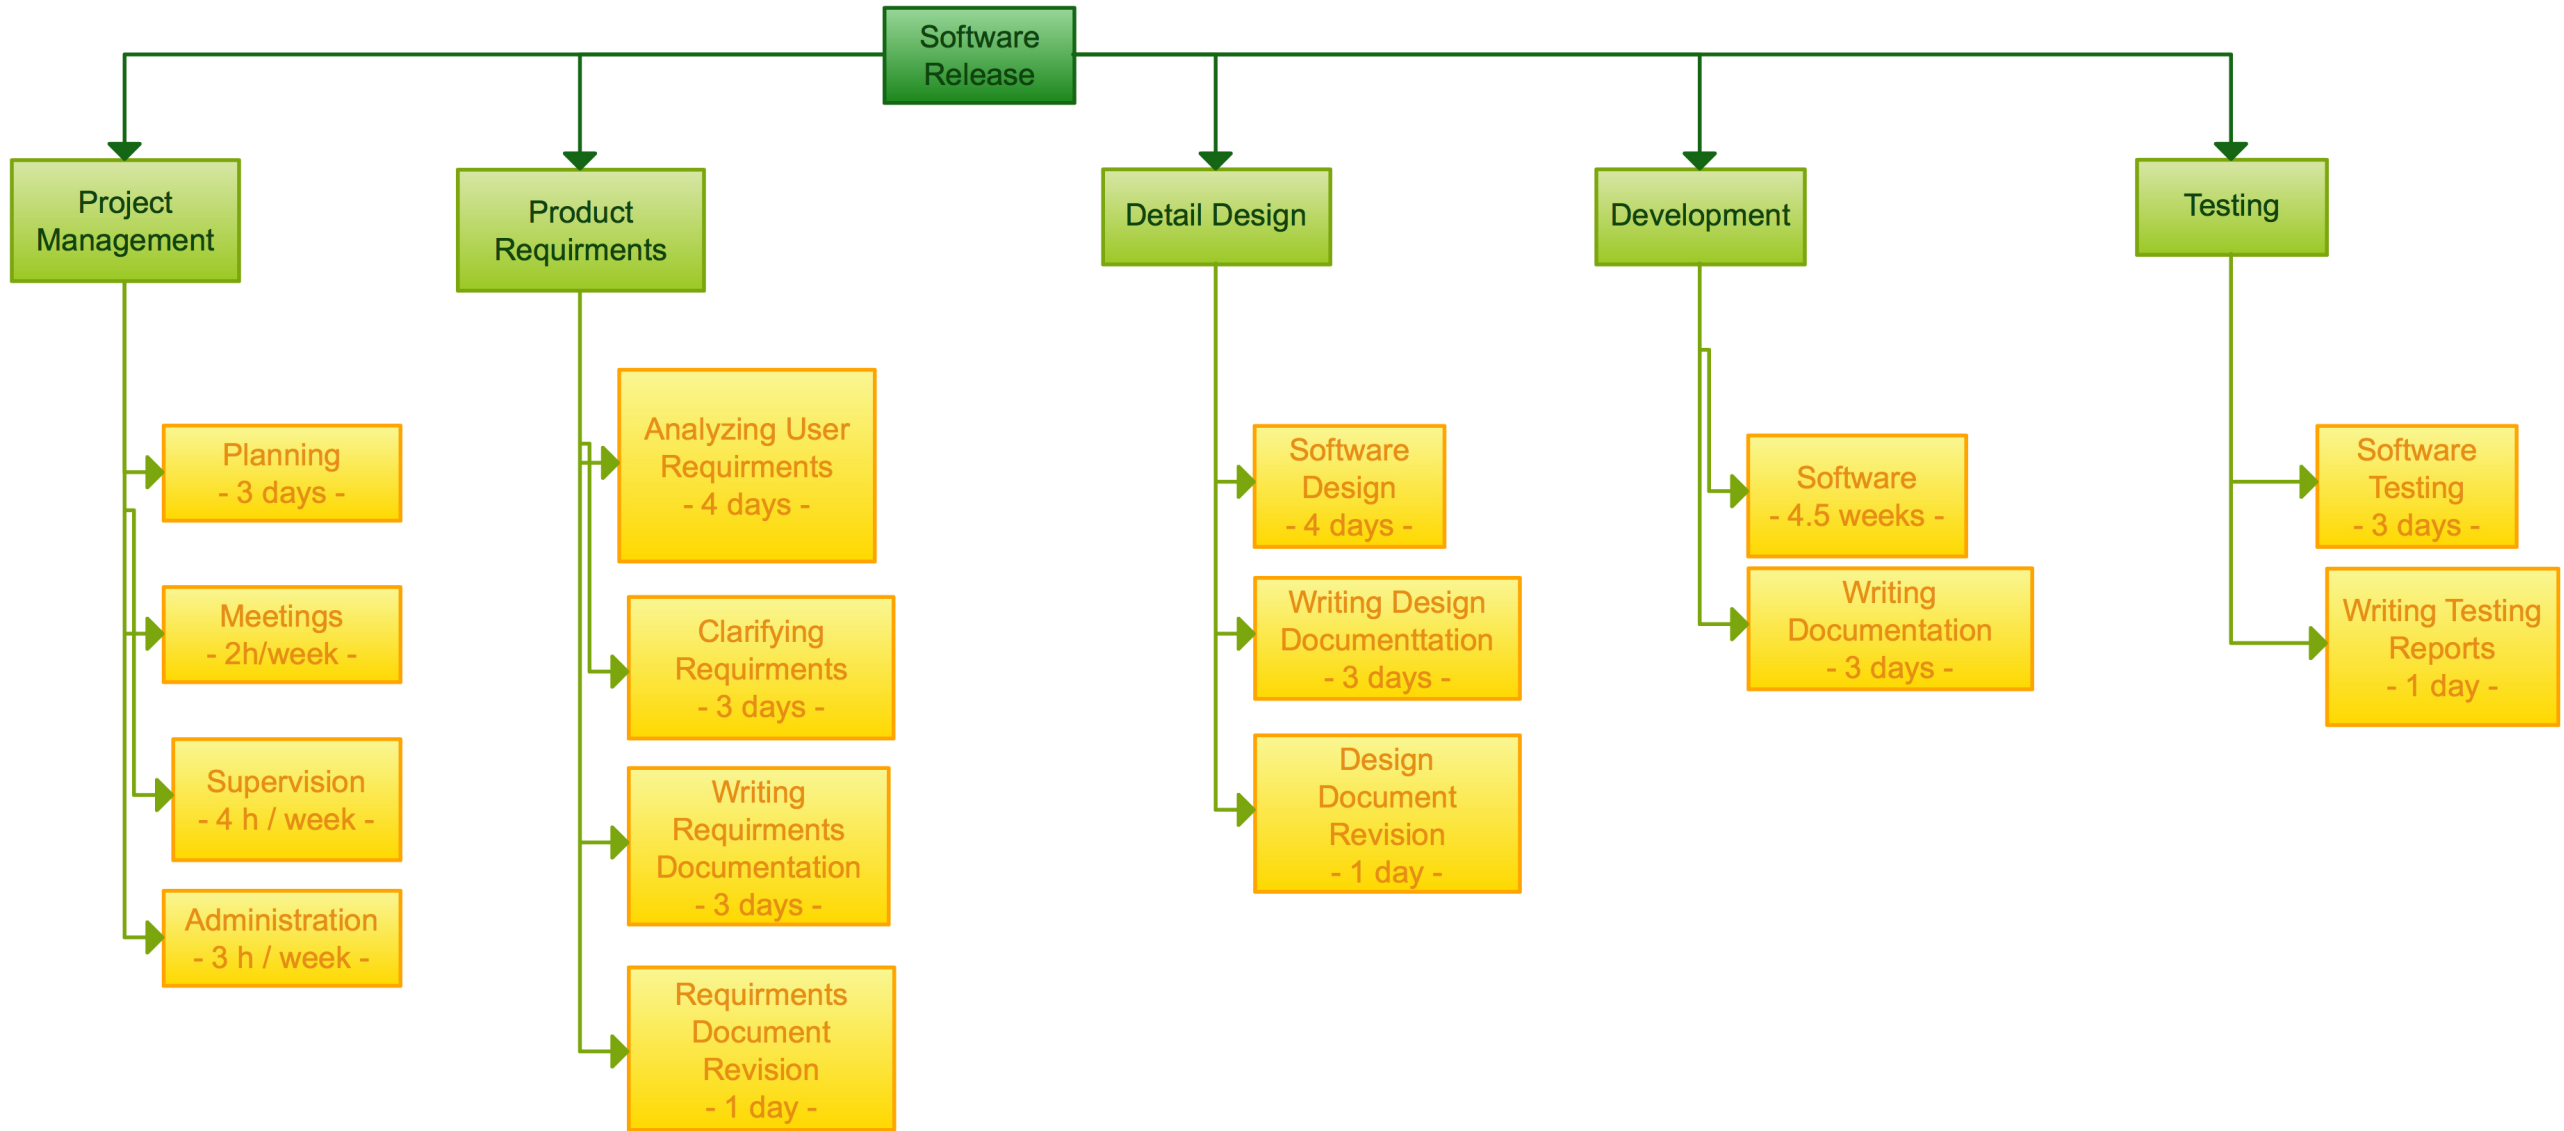 Software
Release
Project
Management
Product
Requirments
Detail Design
Development
Testing
Planning
- 3 days -
Meetings
- 2h/week -
Supervision
- 4 h / week -
Administration
- 3 h / week -
Analyzing User
Requirments
- 4 days -
Clarifying
Requirments
- 3 days -
Writing
Requirments
Documentation
- 3 days -
Requirments
Document
Revision
- 1 day -
Software
Design
- 4 days -
Writing Design
Documenttation
- 3 days -
Design
Document
Revision
- 1 day -
Software
- 4.5 weeks -
Writing
Documentation
- 3 days -
Software
Testing
- 3 days -
Writing Testing
Reports
- 1 day -